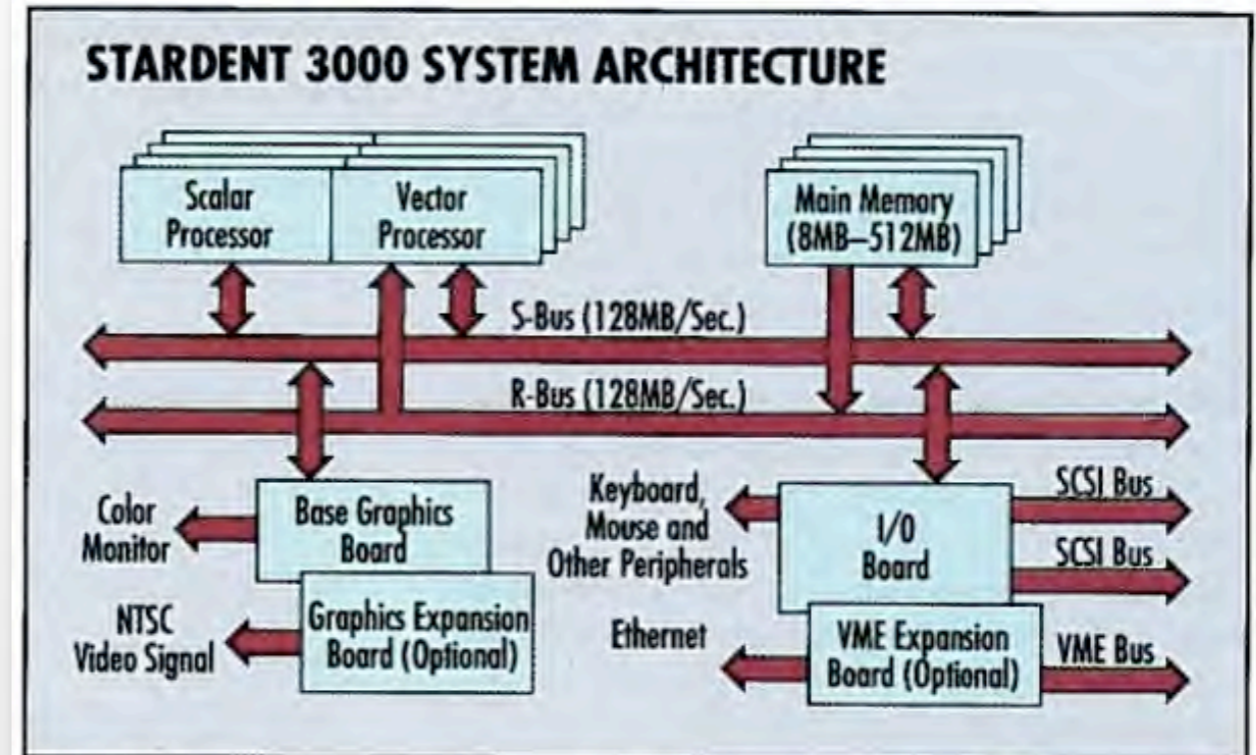 STARDENT 3000 SYSTEM ARCHITECTURE
Scalar
Processor
Vector
Processor
Main Memory
(8MB–512MB)
S-Bus (128MB/Sec.)
R-Bus (128MB/Sec.)
Color
Monitor
Base Graphics
Board
NTSC
Video Signal
Graphics Expansion
Board (Optional)
Keyboard,
Mouse and
Other Peripherals
I/O
Board
SCSI Bus
SCSI Bus
Ethernet
VME Expansion
Board (Optional)
VME Bus